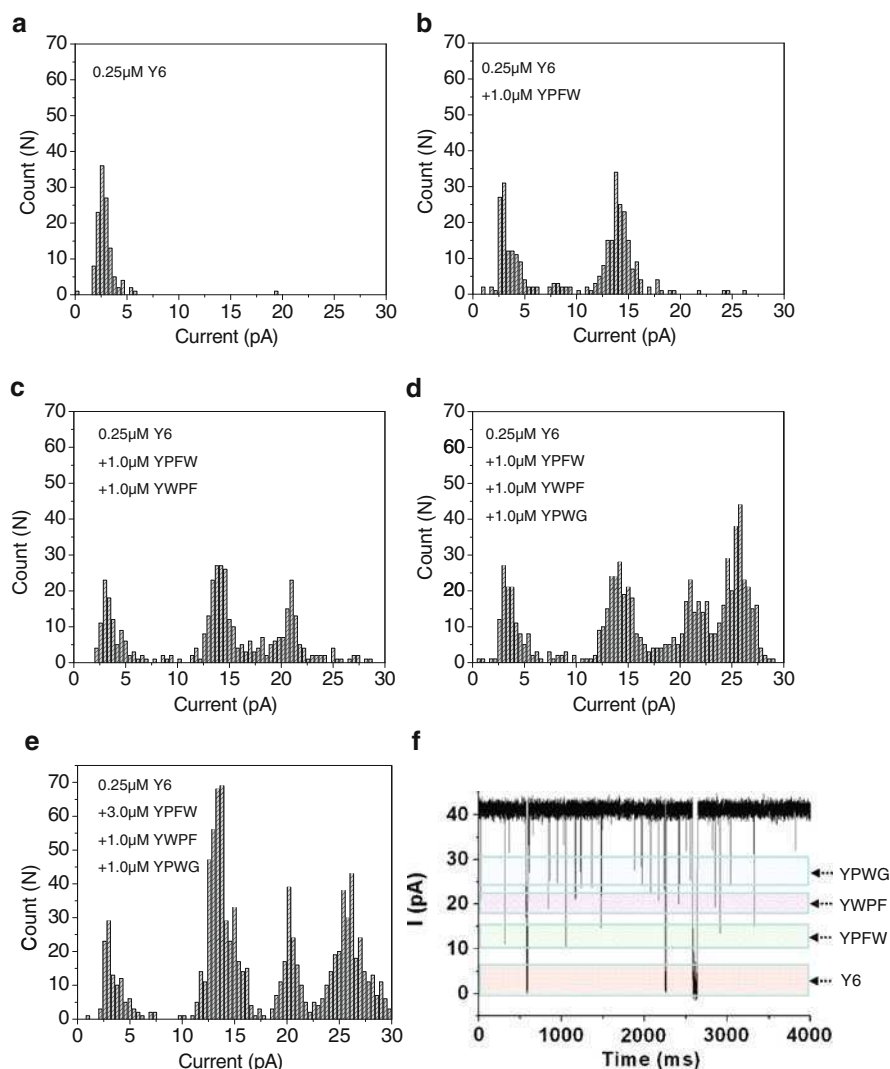 a
70
60
50
40
30
20
10
0
Count (N)
0.25µM Y6
0 5 10 15 20 25 30
Current (pA)
b
70
60
50
40
30
20
10
0
Count (N)
0.25µM Y6
+1.0µM YPFW
0 5 10 15 20 25 30
Current (pA)
c
70
60
50
40
30
20
10
0
Count (N)
0.25µM Y6
+1.0µM YPFW
+1.0µM YWPF
0 5 10 15 20 25 30
Current (pA)
d
70
60
50
40
30
20
10
0
Count (N)
0.25µM Y6
+1.0µM YPFW
+1.0µM YWPF
+1.0µM YPWG
0 5 10 15 20 25 30
Current (pA)
e
70
60
50
40
30
20
10
0
Count (N)
0.25µM Y6
+3.0µM YPFW
+1.0µM YWPF
+1.0µM YPWG
0 5 10 15 20 25 30
Current (pA)
f
40
30
20
10
0
I (pA)
YPWG
YWPF
YPFW
Y6
0 1000 2000 3000 4000
Time (ms)